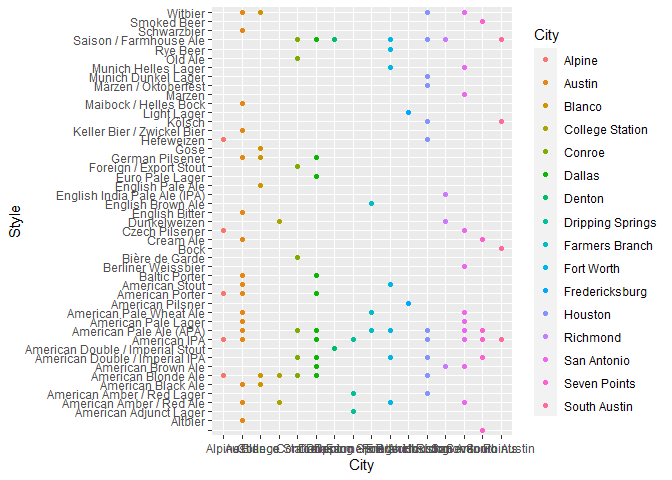 Style
Witbier
Smoked Beer
Schwarzbier
Saison / Farmhouse Ale
Rye Beer
Old Ale
Munich Helles Lager
Munich Dunkel Lager
Märzen / Oktoberfest
Marzen
Maibock / Helles Bock
Light Lager
Kölsch
Keller Bier / Zwickel Bier
Hefeweizen
Gose
German Pilsener
Foreign / Export Stout
Euro Pale Lager
English Pale Ale
English India Pale Ale (IPA)
English Brown Ale
English Bitter
Dunkelweizen
Czech Pilsener
Cream Ale
Bock
Bière de Garde
Berliner Weissbier
Baltic Porter
American Stout
American Porter
American Pilsner
American Pale Wheat Ale
American Pale Lager
American Pale Ale (APA)
American IPA
American Double / Imperial Stout
American Double / Imperial IPA
American Brown Ale
American Blonde Ale
American Black Ale
American Amber / Red Lager
American Amber / Red Ale
American Adjunct Lager
Altbier
City
City
Alpine
Austin
Blanco
College Station
Conroe
Dallas
Denton
Dripping Springs
Farmers Branch
Fort Worth
Fredericksburg
Houston
Richmond
San Antonio
Seven Points
South Austin